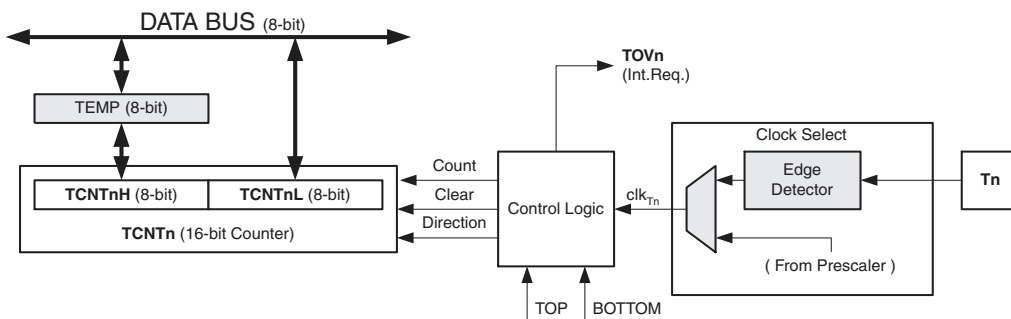 DATA BUS (8-bit)
TOVn
(Int.Req.)
TEMP (8-bit)
Clock Select
Count
Edge
Detector
Tn
TCNTnH (8-bit) TCNTnL (8-bit)
Clear
Control Logic
clkTn
TCNTn (16-bit Counter)
Direction
( From Prescaler )
TOP
BOTTOM